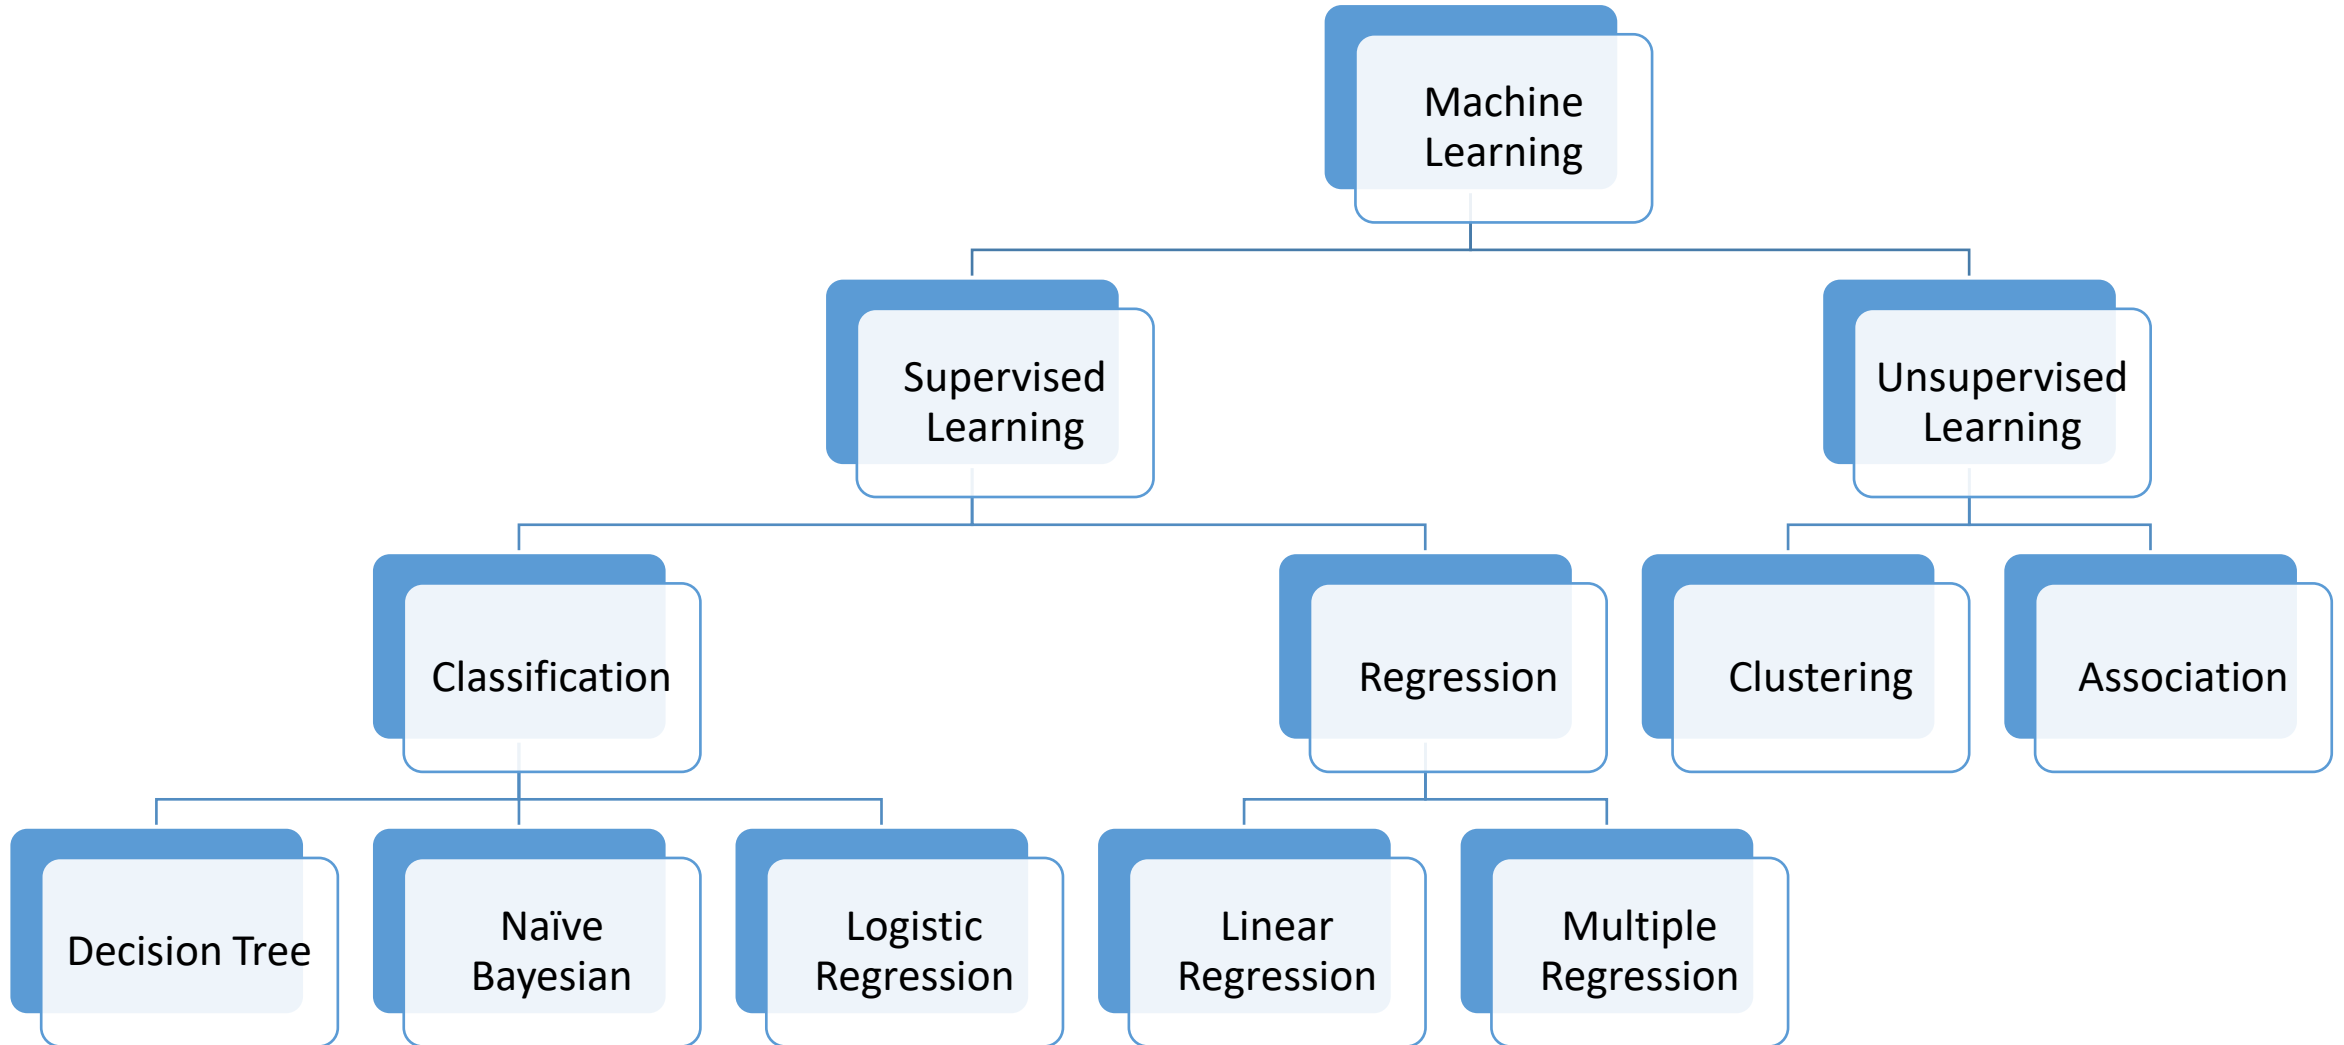 Machine
Learning
Supervised
Learning
Unsupervised
Learning
Classification
Regression
Clustering
Association
Decision Tree
Naïve
Bayesian
Logistic
Regression
Linear
Regression
Multiple
Regression